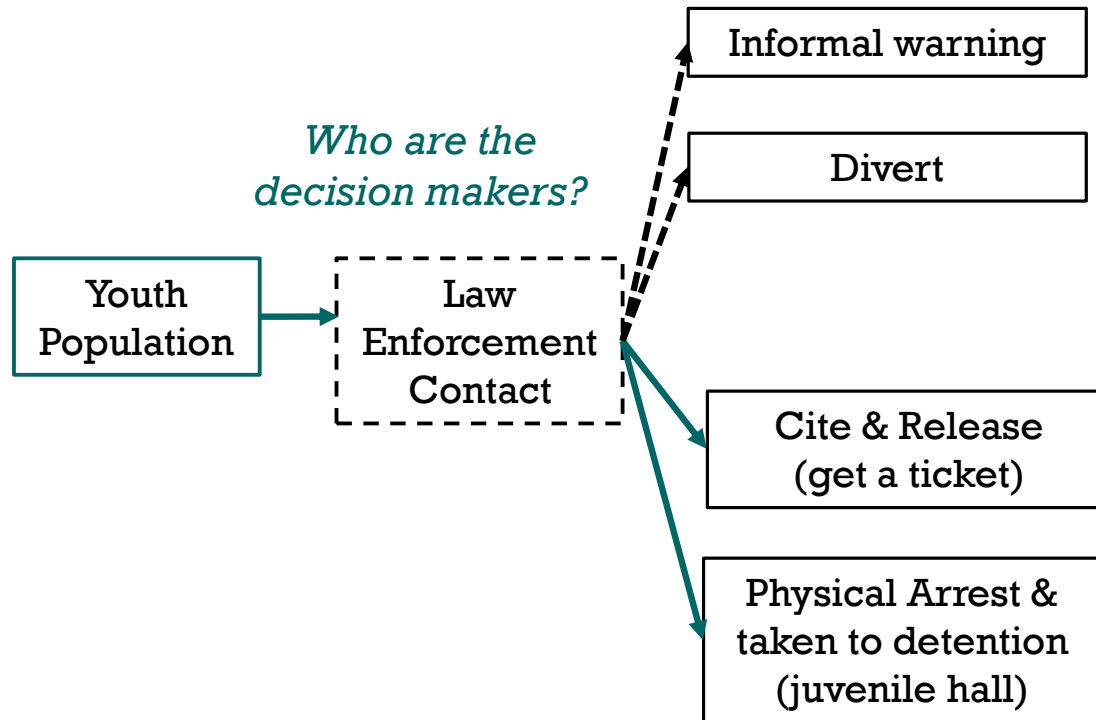 Informal warning
Who are the
decision makers?
Divert
Youth
Population
Law
Enforcement
Contact
Cite & Release
(get a ticket)
Physical Arrest &
taken to detention
(juvenile hall)